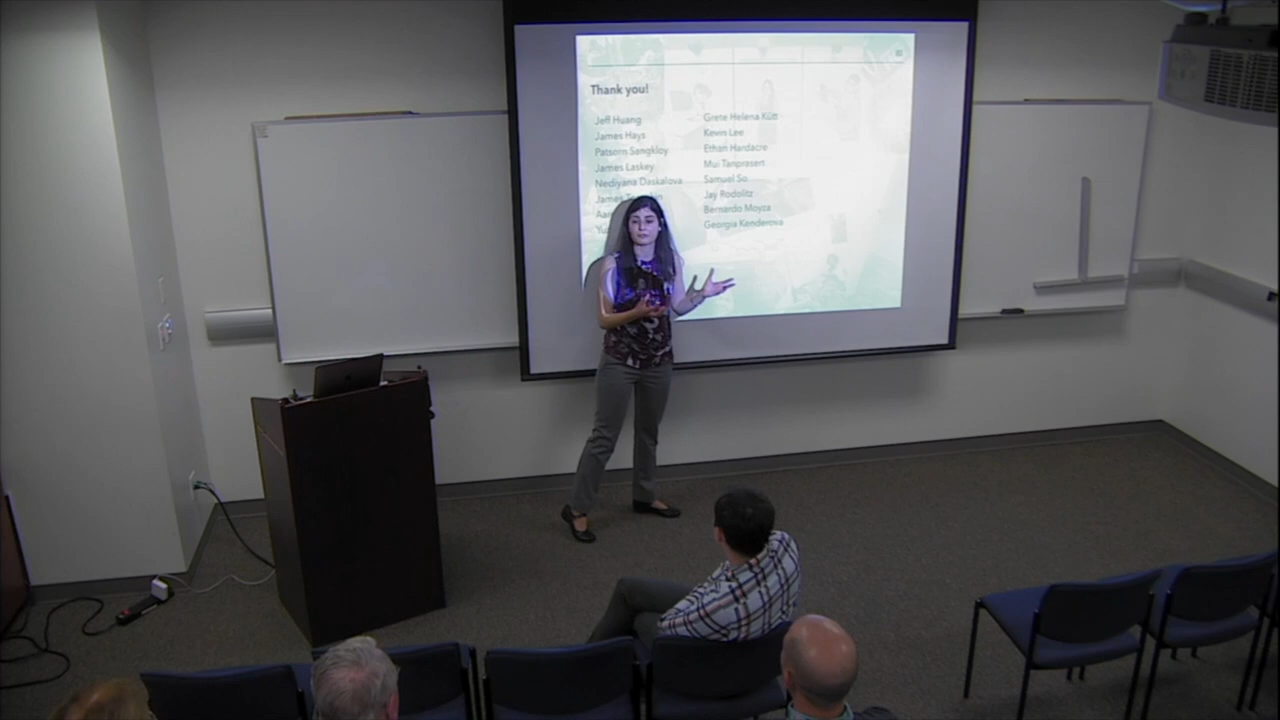 Thank you!
Jeff Huang
James Hays
Patsorn Sangkloy
James Laskey
Nediyana Daskalova
James
Grete Helena Kütt
Kevin Lee
Ethan Hardacre
Mui Tanprasert
Samuel So
Jay Rodolitz
Bernardo Moyza
Georgia Kenderova